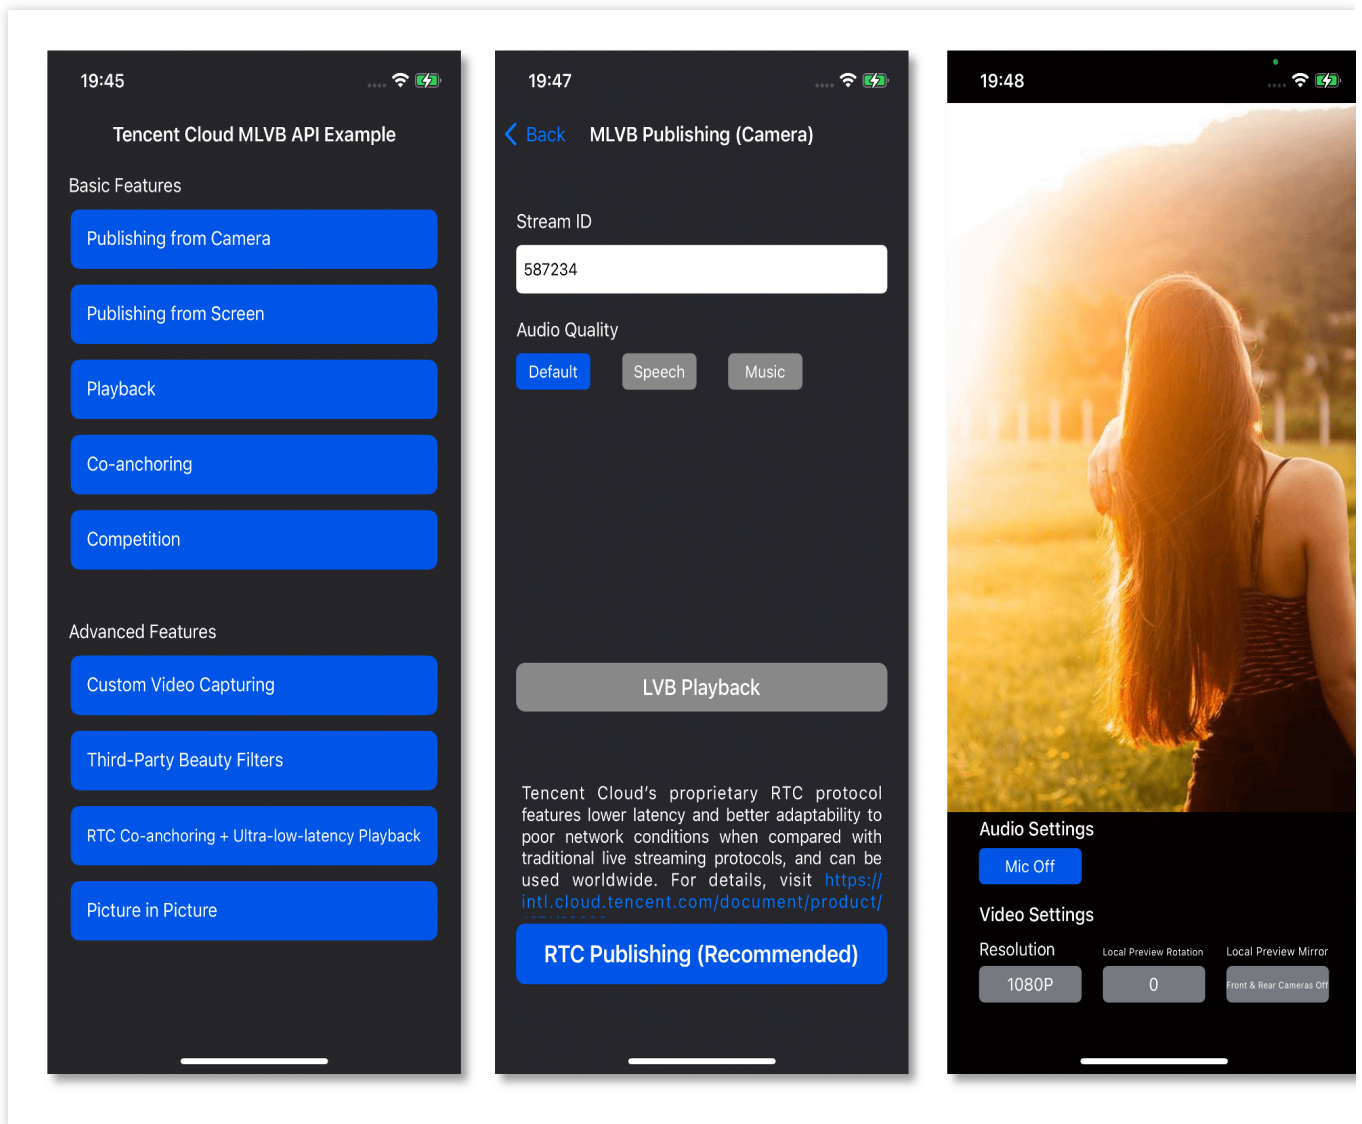 19:45
Tencent Cloud MLVB API Example
Basic Features
Publishing from Camera
Publishing from Screen
Playback
Co-anchoring
Competition
Advanced Features
Custom Video Capturing
Third-Party Beauty Filters
RTC Co-anchoring + Ultra-low-latency Playback
Picture in Picture
19:47
Back MLVB Publishing (Camera)
Stream ID
587234
Audio Quality
Default Speech Music
LVB Playback
Tencent Cloud's proprietary RTC protocol
features lower latency and better adaptability to
poor network conditions when compared with
traditional live streaming protocols, and can be
used worldwide. For details, visit https://
intl.cloud.tencent.com/document/product/
RTC Publishing (Recommended)
19:48
Audio Settings
Mic Off
Video Settings
Resolution Local Preview Rotation Local Preview Mirror
1080P 0 Front & Rear Cameras Off